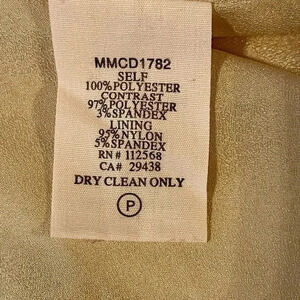 MMCD1782
SELF
100%POLYESTER
CONTRAST
97%POLYESTER
3%SPANDEX
LINING
95%NYLON
5%SPANDEX
RN# 112568
CA# 29438
DRY CLEAN ONLY
P